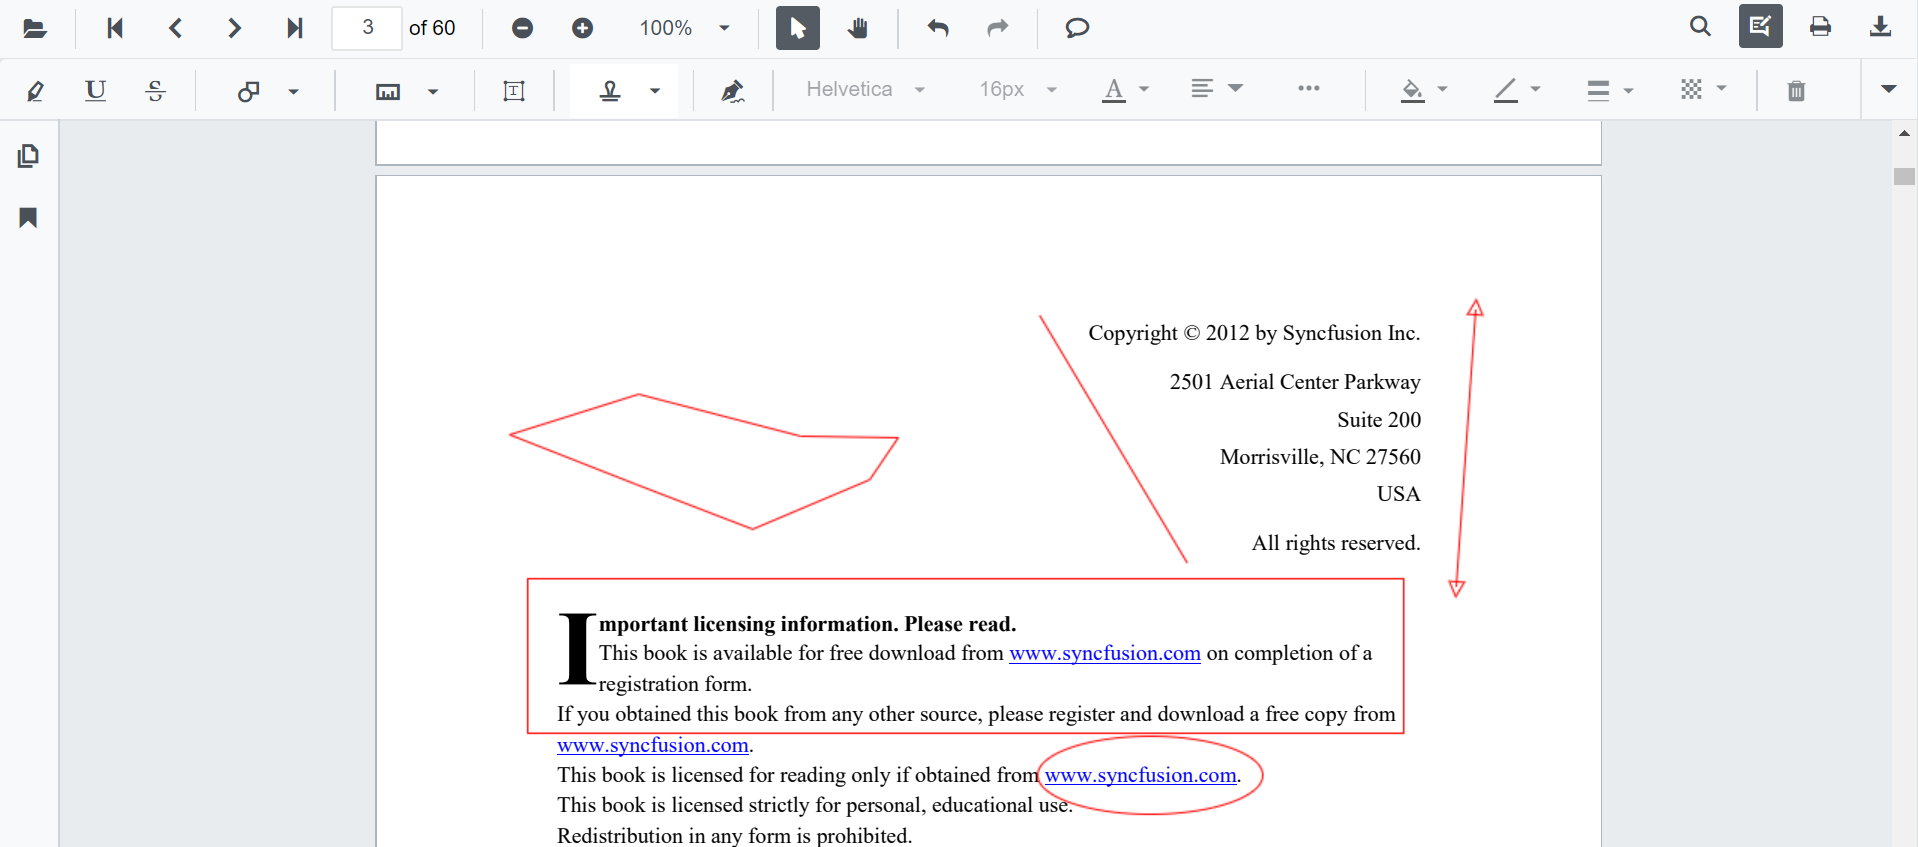 3 of 60 100%
Helvetica 16px
Copyright © 2012 by Syncfusion Inc.
2501 Aerial Center Parkway
Suite 200
Morrisville, NC 27560
USA
All rights reserved.
Important licensing information. Please read.
This book is available for free download from www.syncfusion.com on completion of a
registration form.
If you obtained this book from any other source, please register and download a free copy from
www.syncfusion.com.
This book is licensed for reading only if obtained from www.syncfusion.com.
This book is licensed strictly for personal, educational use.
Redistribution in any form is prohibited.